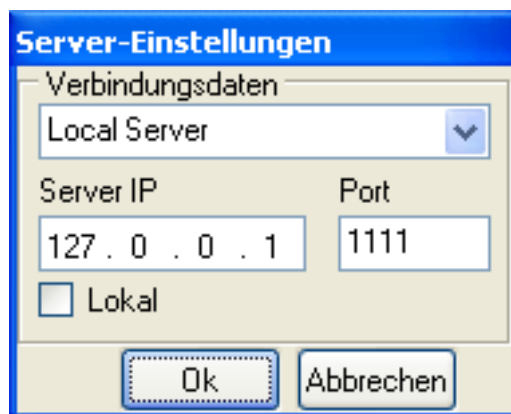 Server-Einstellungen
Verbindungsdaten
Local Server
Server IP Port
127 . 0 . 0 . 1 1111
Lokal
Ok Abbrechen